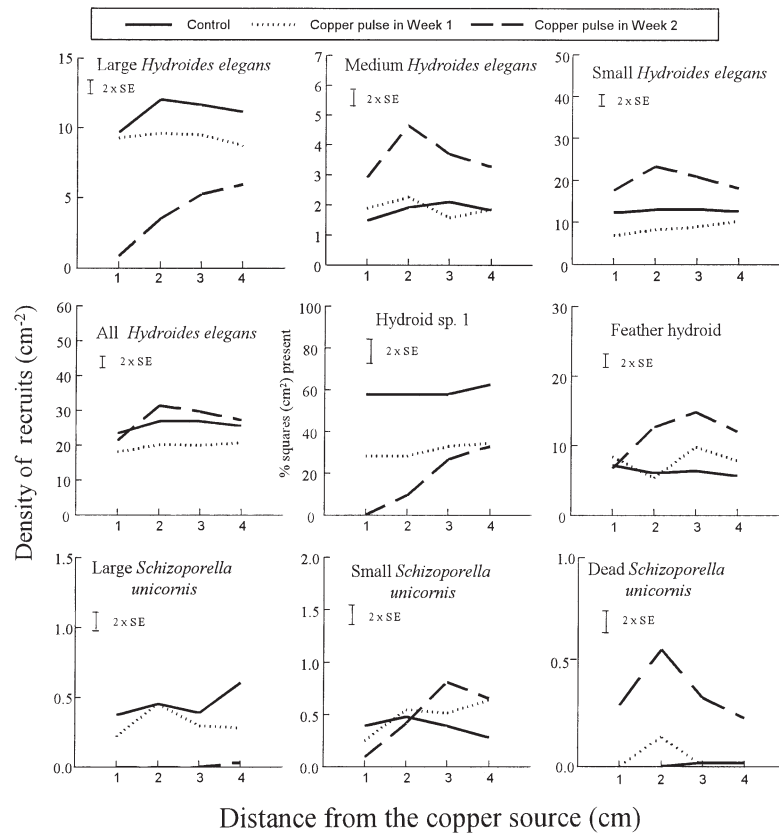 Control Copper pulse in Week 1 Copper pulse in Week 2
Large Hydroides elegans
2 x SE
15
10
5
0
1 2 3 4
Medium Hydroides elegans
2 x SE
7
6
5
4
3
2
1
0
1 2 3 4
Small Hydroides elegans
2 x SE
50
40
30
20
10
0
1 2 3 4
Density of recruits (cm-2)
All Hydroides elegans
2 x SE
60
50
40
30
20
10
0
1 2 3 4
% squares (cm²) present
Hydroid sp. 1
2 x SE
100
80
60
40
20
0
1 2 3 4
Feather hydroid
2 x SE
30
20
10
0
1 2 3 4
Large Schizoporella
unicornis
2 x SE
1.5
1.0
0.5
0.0
1 2 3 4
Small Schizoporella
unicornis
2 x SE
2.0
1.5
1.0
0.5
0.0
1 2 3 4
Dead Schizoporella
unicornis
2 x SE
1.0
0.5
0.0
1 2 3 4
Distance from the copper source (cm)